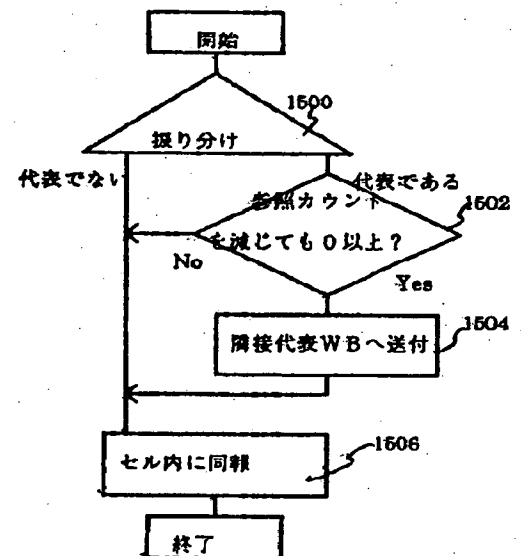 開始
1500
振り分け
代表でない
代表である
参照カウント
1502
を減じても0以上?
No
Yes
1504
隣接代表WBへ送付
1506
セル内に同報
終了